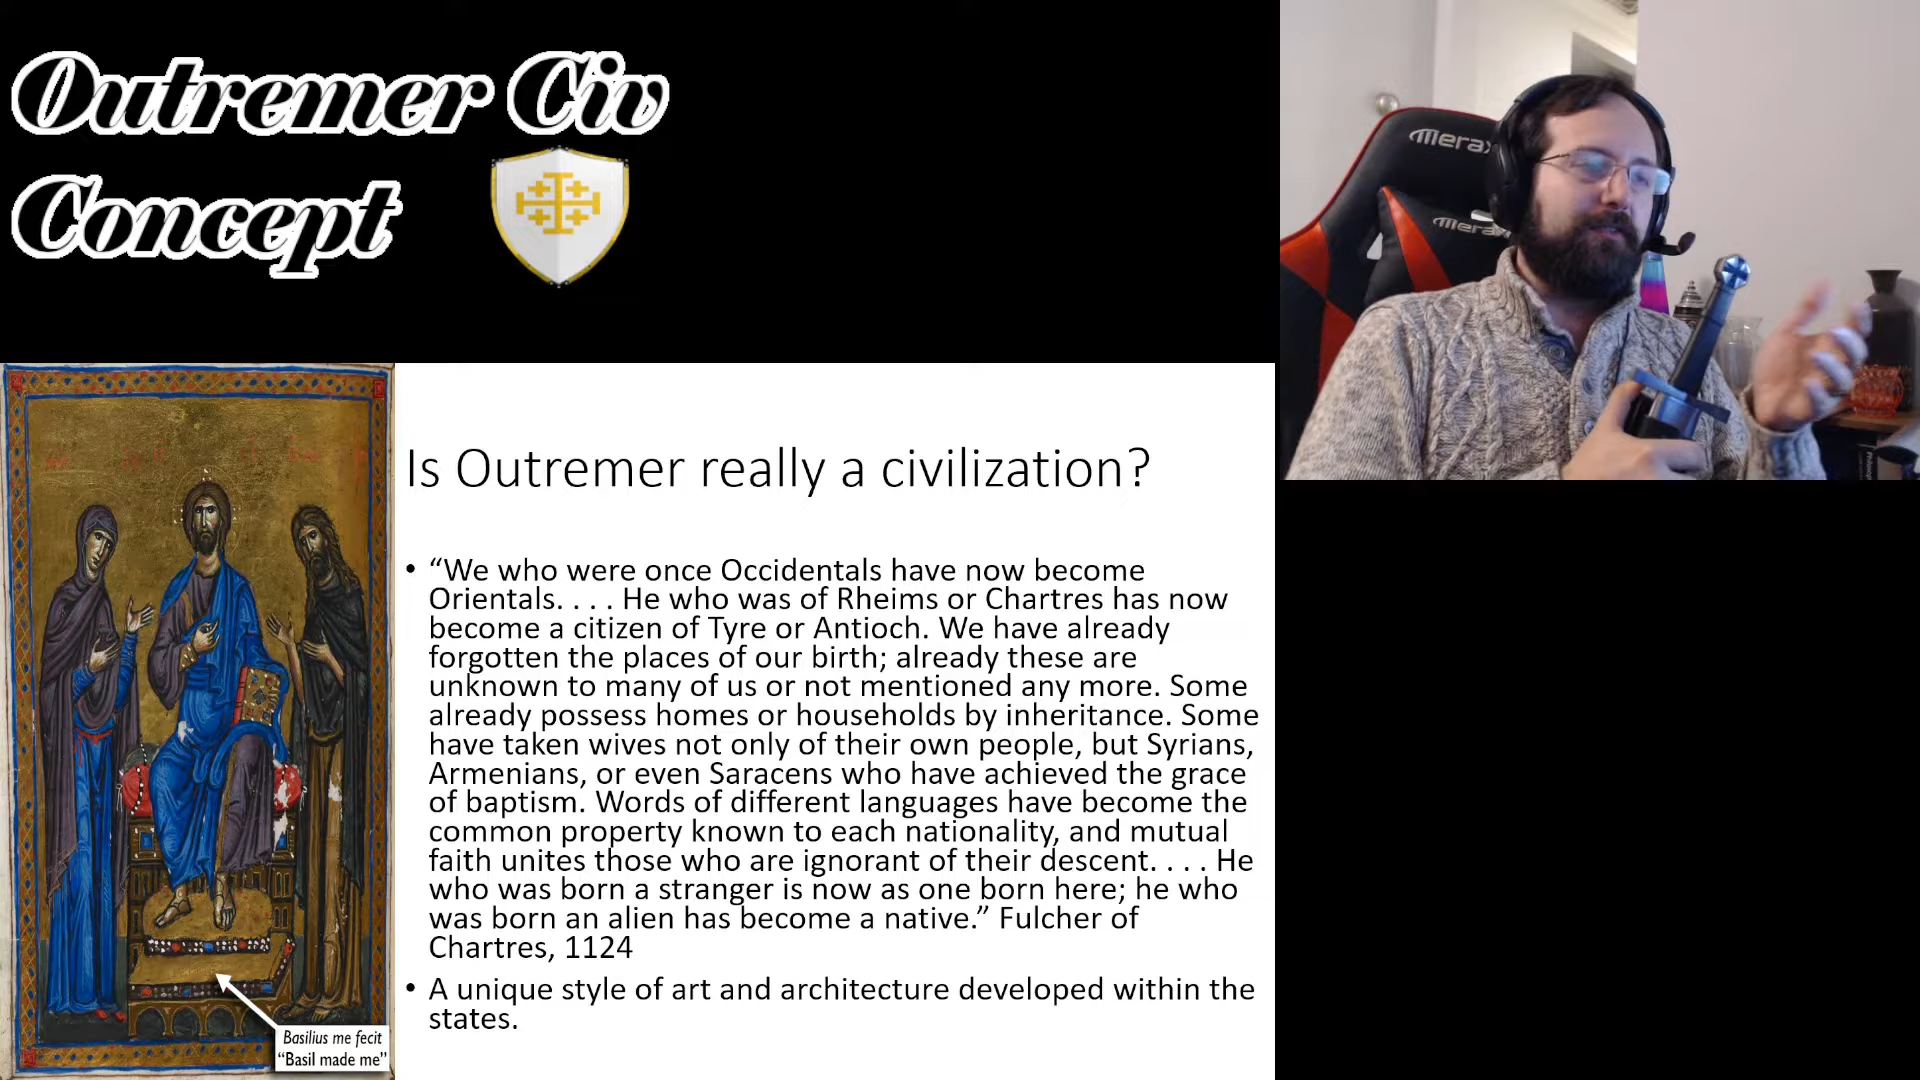 Outremer Civ
Concept
Merax
Merax
Is Outremer really a civilization?
• “We who were once Occidentals have now become
Orientals. . . . He who was of Rheims or Chartres has now
become a citizen of Tyre or Antioch. We have already
forgotten the places of our birth; already these are
unknown to many of us or not mentioned any more. Some
already possess homes or households by inheritance. Some
have taken wives not only of their own people, but Syrians,
Armenians, or even Saracens who have achieved the grace
of baptism. Words of different languages have become the
common property known to each nationality, and mutual
faith unites those who are ignorant of their descent. . . . He
who was born a stranger is now as one born here; he who
was born an alien has become a native.” Fulcher of
Chartres, 1124
• A unique style of art and architecture developed within the
states.
Basilius me fecit
“Basil made me”